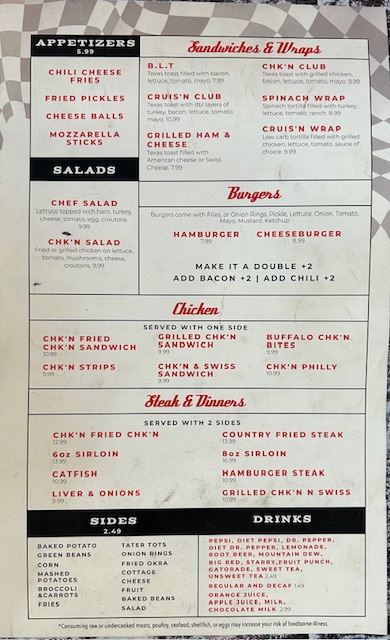 APPETIZERS
5.99
CHILI CHEESE
FRIES
FRIED PICKLES
CHEESE BALLS
MOZZARELLA
STICKS
SALADS
CHEF SALAD
Lettuce topped with ham, turkey,
cheese, tomato, egg, croutons.
9.99
CHK'N SALAD
Fried or grilled chicken on lettuce,
tomato, mushrooms, cheese,
croutons. 9.99
Sandwiches & Wraps
B.L.T
Texas toast filled with bacon,
lettuce, tomato, mayo. 7.99
CRUIS'N CLUB
Texas toast with dbl layers of
turkey, bacon, lettuce, tomato,
mayo. 10.99
GRILLED HAM &
CHEESE
Texas toast filled with
American cheese or Swiss
Cheese. 7.99
CHK'N CLUB
Texas toast with grilled chicken,
bacon, lettuce, tomato, mayo. 9.99
SPINACH WRAP
Spinach tortilla filled with turkey,
lettuce, tomato, ranch. 8.99
CRUIS'N WRAP
Low carb tortilla filled with grilled
chicken, lettuce, tomato, sauce of
choice. 9.99
Burgers
Burgers come with Fries, or Onion Rings, Pickle, Lettuce, Onion, Tomato,
Mayo, Mustard, Ketchup
HAMBURGER
7.99
CHEESEBURGER
8.99
MAKE IT A DOUBLE +2
ADD BACON +2 | ADD CHILI +2
Chicken
SERVED WITH ONE SIDE
CHK'N FRIED
CHK'N SANDWICH
10.99
GRILLED CHK'N
SANDWICH
9.99
BUFFALO CHK'N
BITES
9.99
CHK'N STRIPS
9.99
CHK'N & SWISS
SANDWICH
9.99
CHK'N PHILLY
10.99
Steak & Dinners
SERVED WITH 2 SIDES
CHK'N FRIED CHK'N
12.99
COUNTRY FRIED STEAK
13.99
6oz SIRLOIN
13.99
8oz SIRLOIN
16.99
CATFISH
10.99
HAMBURGER STEAK
10.99
LIVER & ONIONS
9.99
GRILLED CHK'N N SWISS
10.99
SIDES
2.49
BAKED POTATO
GREEN BEANS
CORN
MASHED
POTATOES
BROCCOLI
&CARROTS
FRIES
TATER TOTS
ONION RINGS
FRIED OKRA
COTTAGE
CHEESE
FRUIT
BAKED BEANS
SALAD
DRINKS
PEPSI, DIET PEPSI, DR. PEPPER,
DIET DR. PEPPER, LEMONADE,
ROOT BEER, MOUNTAIN DEW,
BIG RED, STARRY, FRUIT PUNCH,
GATORADE, SWEET TEA,
UNSWEET TEA 2.49
REGULAR AND DECAF 1.49
ORANGE JUICE,
APPLE JUICE, MILK,
CHOCOLATE MILK 2.99
*Consuming raw or undercooked meats, poultry, seafood, shellfish, or eggs may increase your risk of foodborne illness.